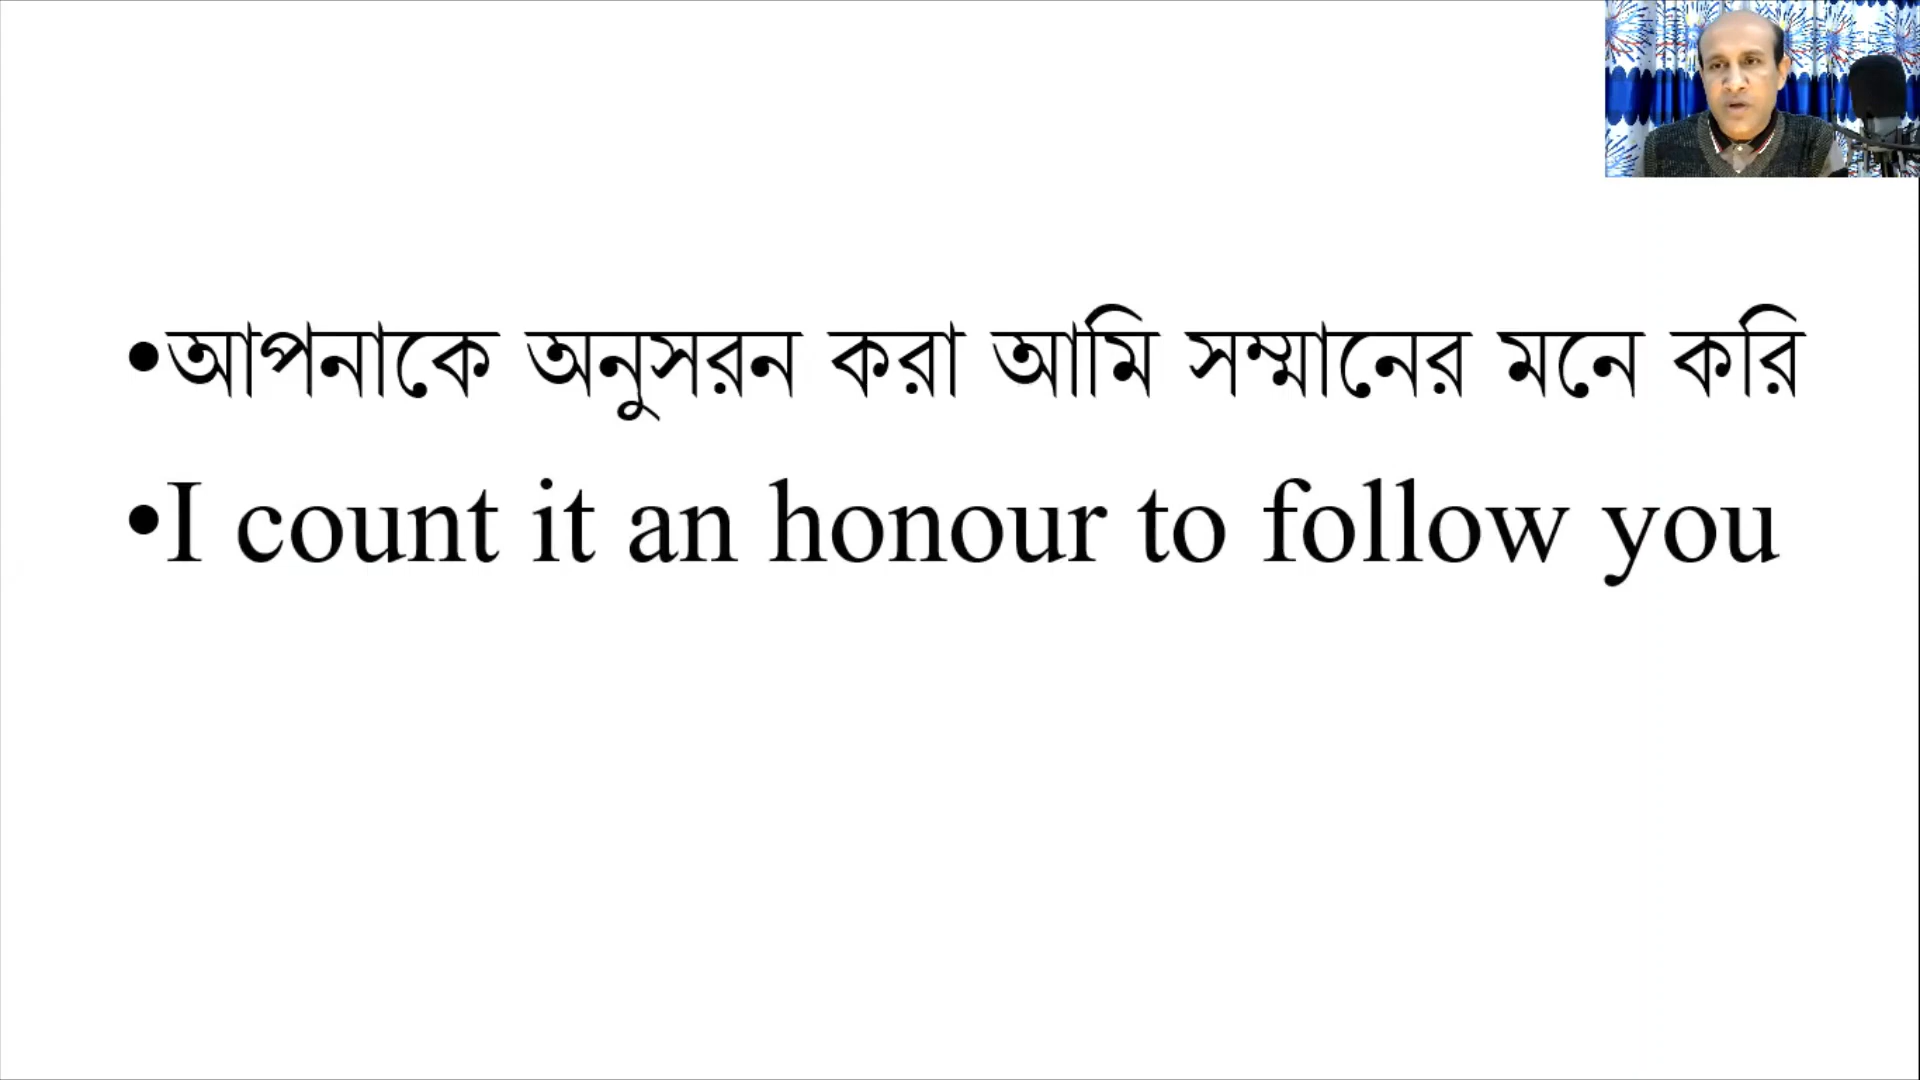 •আপনাকে অনুসরন করা আমি সম্মানের মনে করি
•I count it an honour to follow you